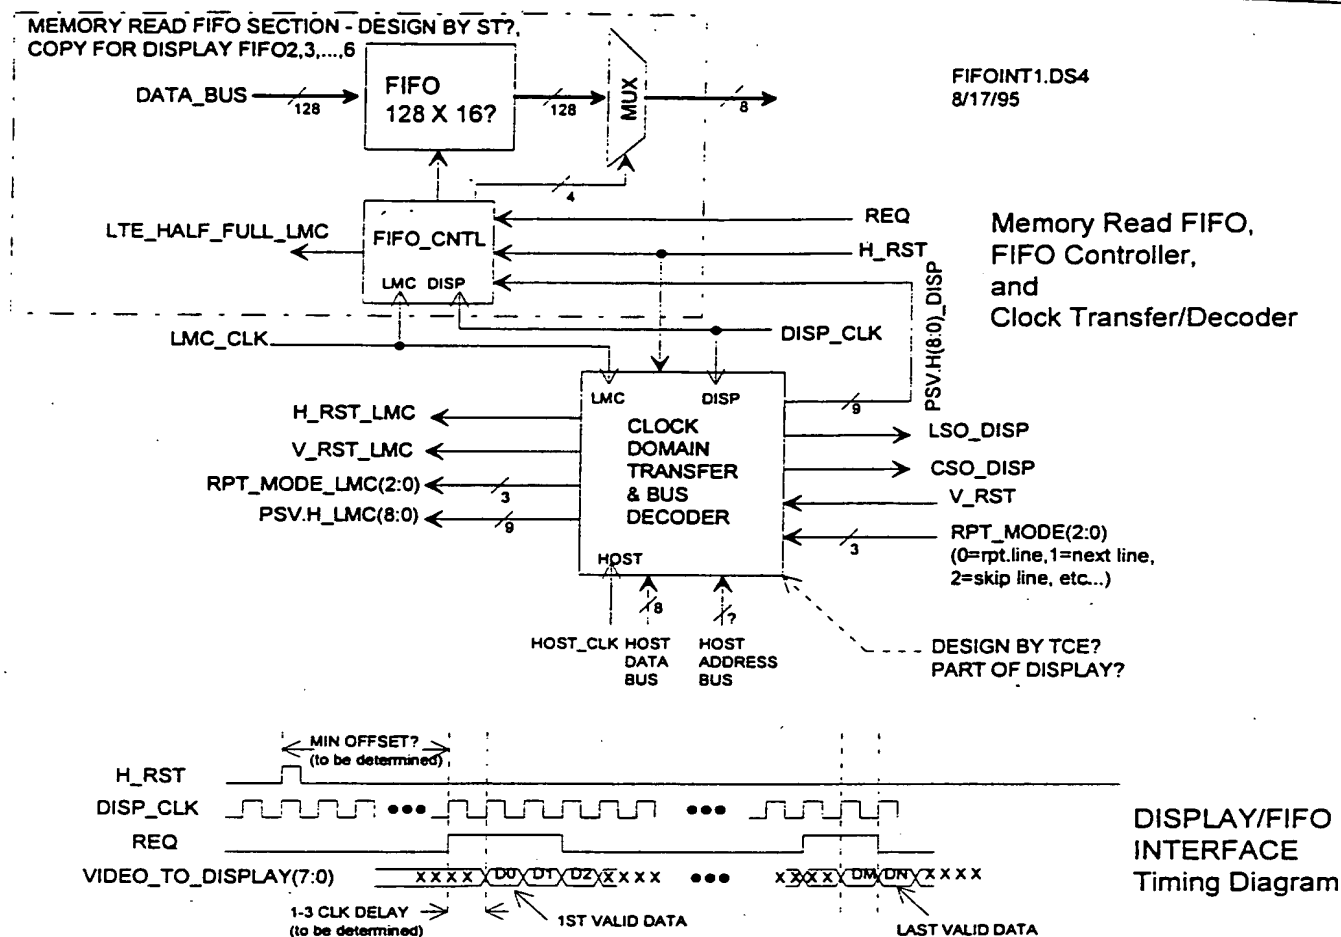 MEMORY READ FIFO SECTION - DESIGN BY ST?,
COPY FOR DISPLAY FIFO2,3,...,6
FIFOINT1.DS4
8/17/95
DATA_BUS
128
FIFO
128 X 16?
128
MUX
8
4
LTE_HALF_FULL_LMC
FIFO_CNTL
LMC DISP
REQ
H_RST
PSV.H(8:0)_DISP
Memory Read FIFO,
FIFO Controller,
and
Clock Transfer/Decoder
LMC_CLK
DISP_CLK
LMC
DISP
CLOCK
DOMAIN
TRANSFER
& BUS
DECODER
HOST
H_RST_LMC
V_RST_LMC
RPT_MODE_LMC(2:0)
3
PSV.H_LMC(8:0)
9
9
LSO_DISP
CSO_DISP
V_RST
3
RPT_MODE(2:0)
(0=rpt.line,1=next line,
2=skip line, etc...)
8
?
HOST_CLK
HOST
DATA
BUS
HOST
ADDRESS
BUS
DESIGN BY TCE?
PART OF DISPLAY?
MIN OFFSET?
(to be determined)
H_RST
DISP_CLK
REQ
VIDEO_TO_DISPLAY(7:0)
X X X X D0 D1 D2 X X X X X
X X X X X DM DN X X X X
1-3 CLK DELAY
(to be determined)
1ST VALID DATA
LAST VALID DATA
DISPLAY/FIFO
INTERFACE
Timing Diagram